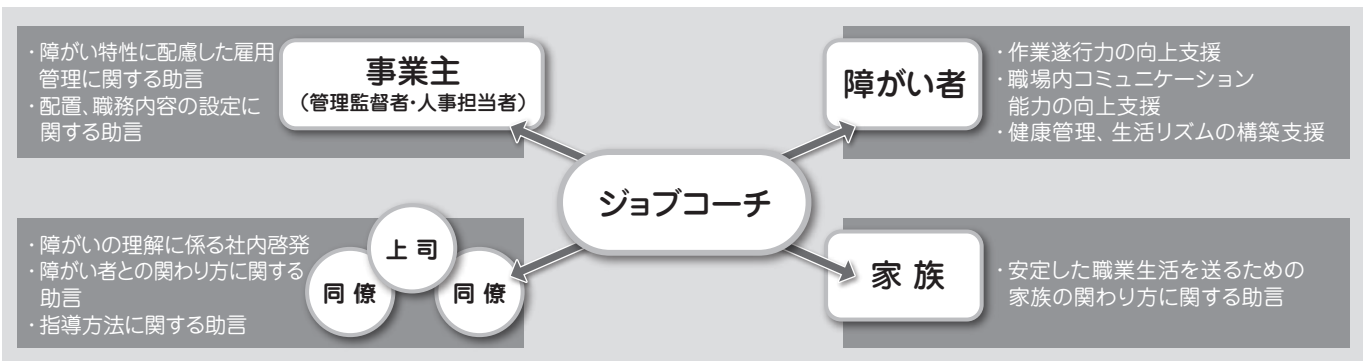 ・障がい特性に配慮した雇用
管理に関する助言
・配置、職務内容の設定に
関する助言
事業主
(管理監督者・人事担当者)
障がい者
・作業遂行力の向上支援
・職場内コミュニケーション
能力の向上支援
・健康管理、生活リズムの構築支援
ジョブコーチ
・障がいの理解に係る社内啓発
・障がい者との関わり方に関する
助言
・指導方法に関する助言
上司
同僚
同僚
家族
・安定した職業生活を送るための
家族の関わり方に関する助言